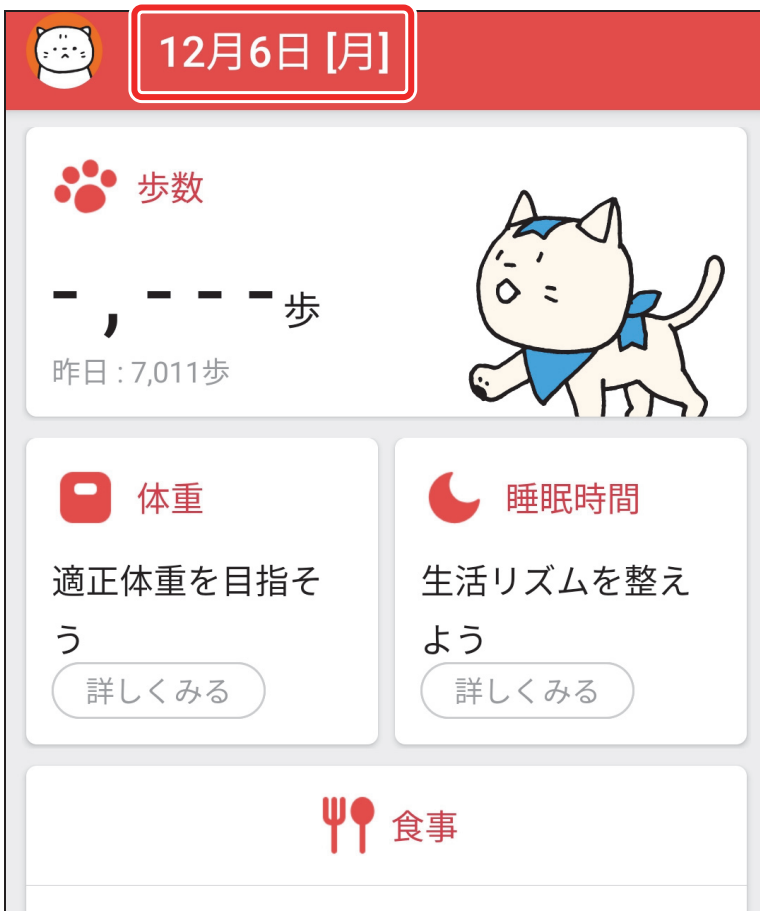 12月6日 [月]
歩数
-,---歩
昨日 : 7,011歩
体重
適正体重を目指そ
う
詳しくみる
睡眠時間
生活リズムを整え
よう
詳しくみる
食事